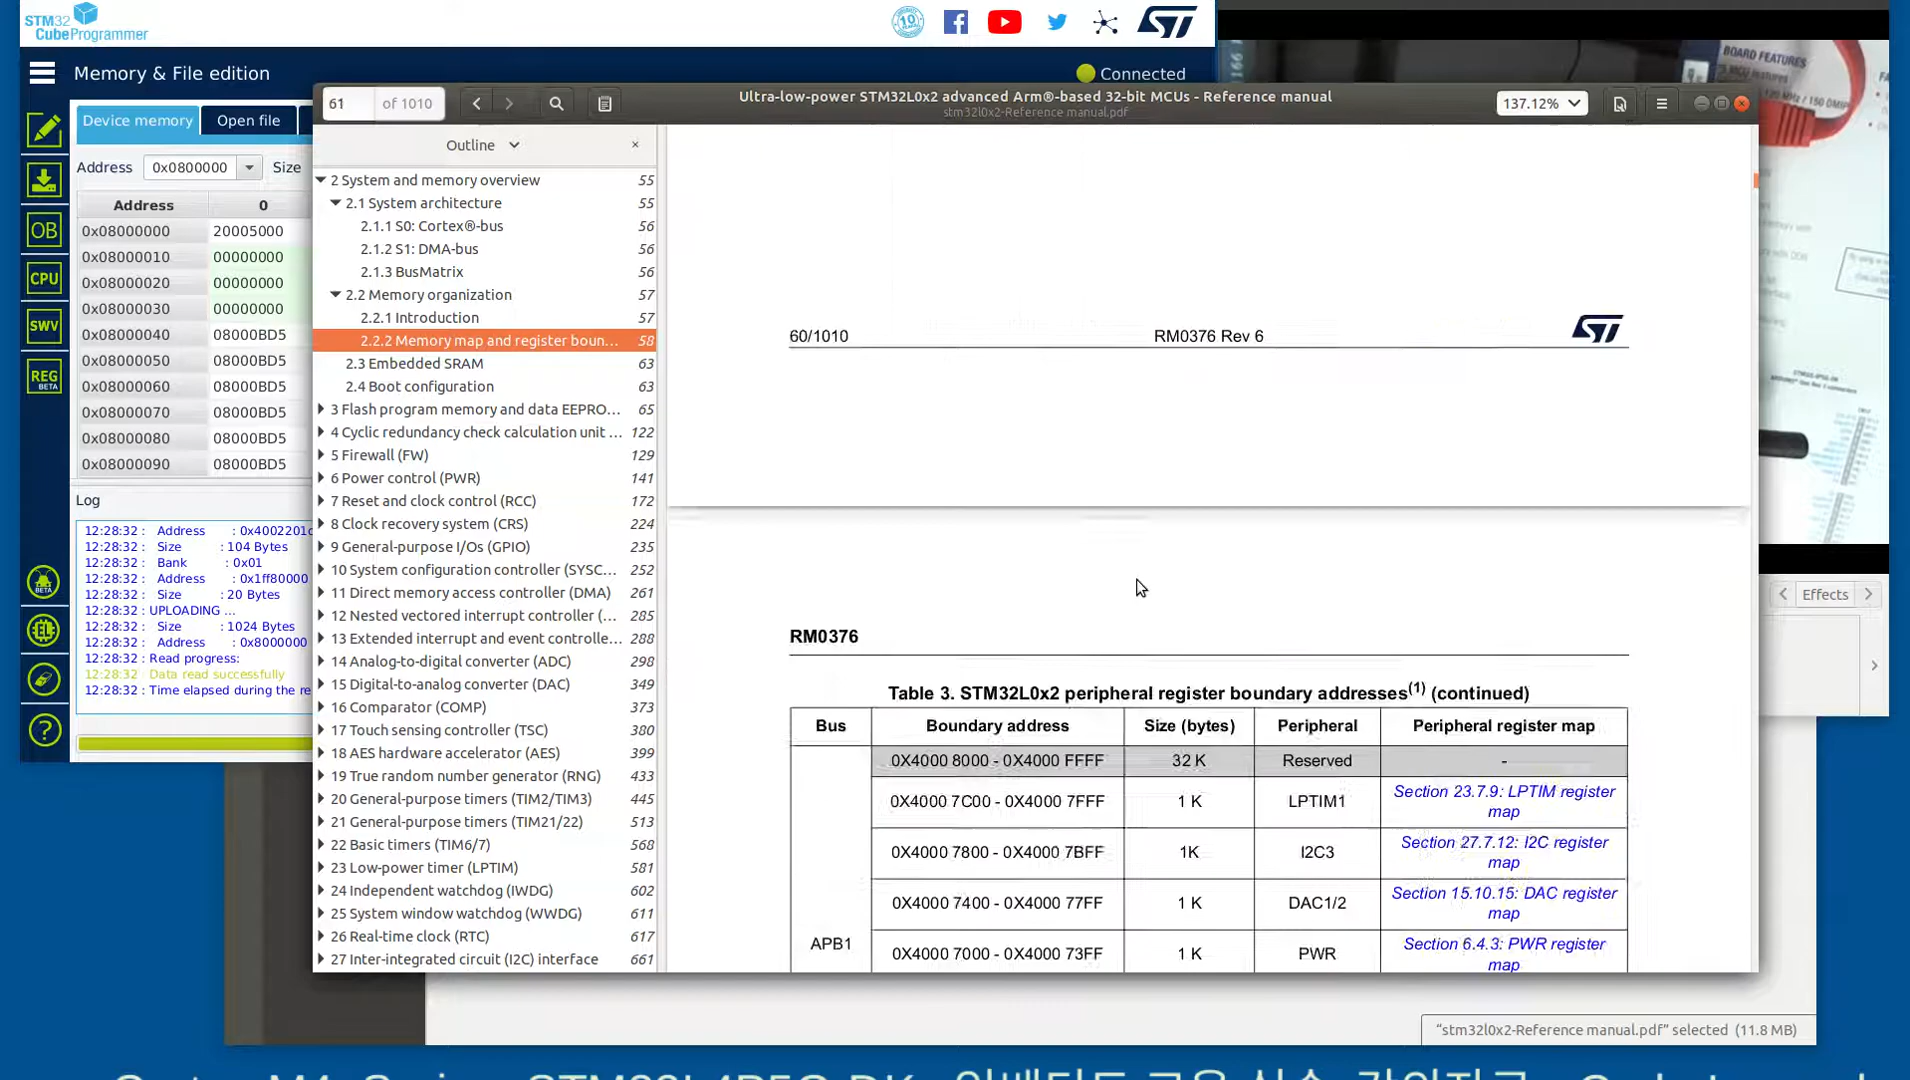 STM32
CubeProgrammer
Memory & File edition
Connected
Device memory
Open file
Address 0x0800000 Size
Address 0
0x08000000 20005000
0x08000010 00000000
0x08000020 00000000
0x08000030 00000000
0x08000040 08000BD5
0x08000050 08000BD5
0x08000060 08000BD5
0x08000070 08000BD5
0x08000080 08000BD5
0x08000090 08000BD5
OB
CPU
SWV
REG
BETA
BETA
Log
12:28:32 : Address : 0x4002201c
12:28:32 : Size : 104 Bytes
12:28:32 : Bank : 0x01
12:28:32 : Address : 0x1ff80000
12:28:32 : Size : 20 Bytes
12:28:32 : UPLOADING ...
12:28:32 : Size : 1024 Bytes
12:28:32 : Address : 0x8000000
12:28:32 : Read progress:
12:28:32 : Data read successfully
12:28:32 : Time elapsed during the re
61 of 1010
Ultra-low-power STM32L0x2 advanced Arm®-based 32-bit MCUs - Reference manual
stm32l0x2-Reference manual.pdf
137.12%
Outline
2 System and memory overview 55
2.1 System architecture 55
2.1.1 S0: Cortex®-bus 56
2.1.2 S1: DMA-bus 56
2.1.3 BusMatrix 56
2.2 Memory organization 57
2.2.1 Introduction 57
2.2.2 Memory map and register boun... 58
2.3 Embedded SRAM 63
2.4 Boot configuration 63
3 Flash program memory and data EEPRO... 65
4 Cyclic redundancy check calculation unit ... 122
5 Firewall (FW) 129
6 Power control (PWR) 141
7 Reset and clock control (RCC) 172
8 Clock recovery system (CRS) 224
9 General-purpose I/Os (GPIO) 235
10 System configuration controller (SYSC... 252
11 Direct memory access controller (DMA) 261
12 Nested vectored interrupt controller (... 285
13 Extended interrupt and event controlle... 288
14 Analog-to-digital converter (ADC) 298
15 Digital-to-analog converter (DAC) 349
16 Comparator (COMP) 373
17 Touch sensing controller (TSC) 380
18 AES hardware accelerator (AES) 399
19 True random number generator (RNG) 433
20 General-purpose timers (TIM2/TIM3) 445
21 General-purpose timers (TIM21/22) 513
22 Basic timers (TIM6/7) 568
23 Low-power timer (LPTIM) 581
24 Independent watchdog (IWDG) 602
25 System window watchdog (WWDG) 611
26 Real-time clock (RTC) 617
27 Inter-integrated circuit (I2C) interface 661
60/1010 RM0376 Rev 6
RM0376
Table 3. STM32L0x2 peripheral register boundary addresses(1) (continued)
Bus Boundary address Size (bytes) Peripheral Peripheral register map
0X4000 8000 - 0X4000 FFFF 32 K Reserved -
0X4000 7C00 - 0X4000 7FFF 1 K LPTIM1 Section 23.7.9: LPTIM register
map
0X4000 7800 - 0X4000 7BFF 1K I2C3 Section 27.7.12: I2C register
map
0X4000 7400 - 0X4000 77FF 1 K DAC1/2 Section 15.10.15: DAC register
map
APB1
0X4000 7000 - 0X4000 73FF 1 K PWR Section 6.4.3: PWR register
map
BOARD FEATURES
Effects
"stm32l0x2-Reference manual.pdf" selected (11.8 MB)